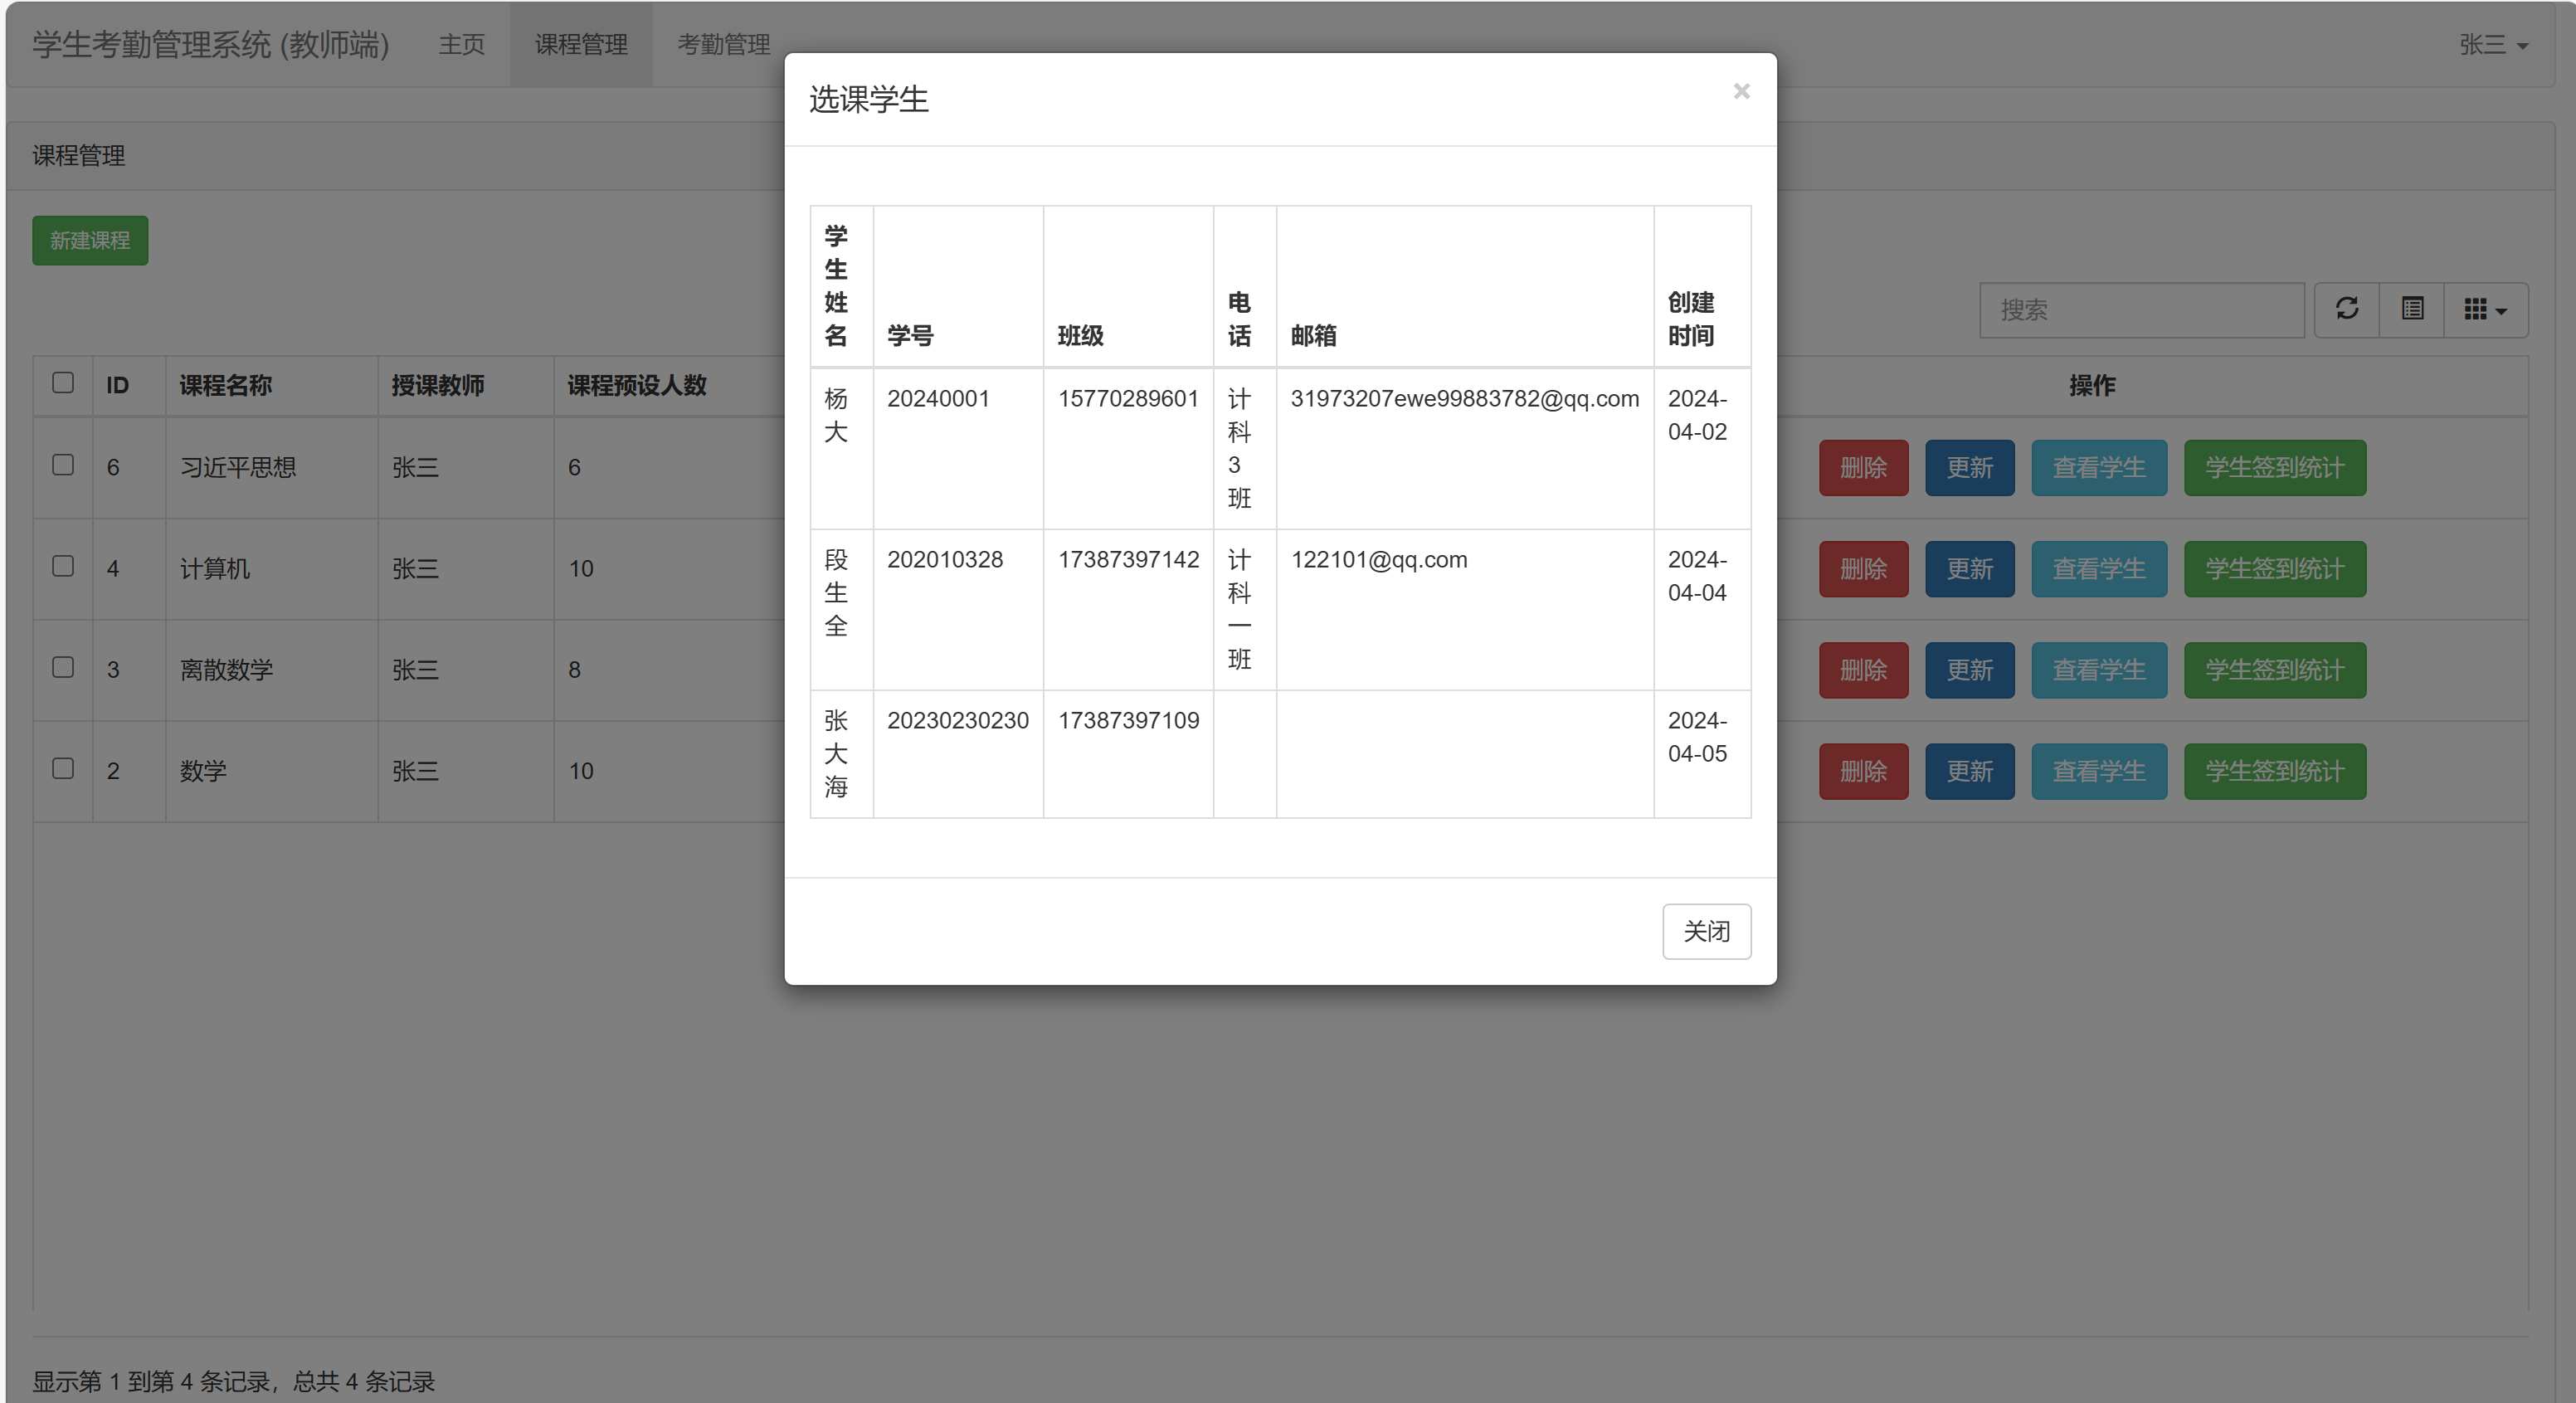 学生考勤管理系统 (教师端) 主页 课程管理 考勤管理 张三
选课学生 ×
课程管理
新建课程
搜索
学生姓名 学号 班级 电话 邮箱 创建时间
杨大 20240001 15770289601 计科3班 31973207ewe99883782@qq.com 2024-04-02
段生全 202010328 17387397142 计科一班 122101@qq.com 2024-04-04
张大海 20230230230 17387397109 2024-04-05
关闭
ID 课程名称 授课教师 课程预设人数 操作
6 习近平思想 张三 6 删除 更新 查看学生 学生签到统计
4 计算机 张三 10 删除 更新 查看学生 学生签到统计
3 离散数学 张三 8 删除 更新 查看学生 学生签到统计
2 数学 张三 10 删除 更新 查看学生 学生签到统计
显示第 1 到第 4 条记录，总共 4 条记录